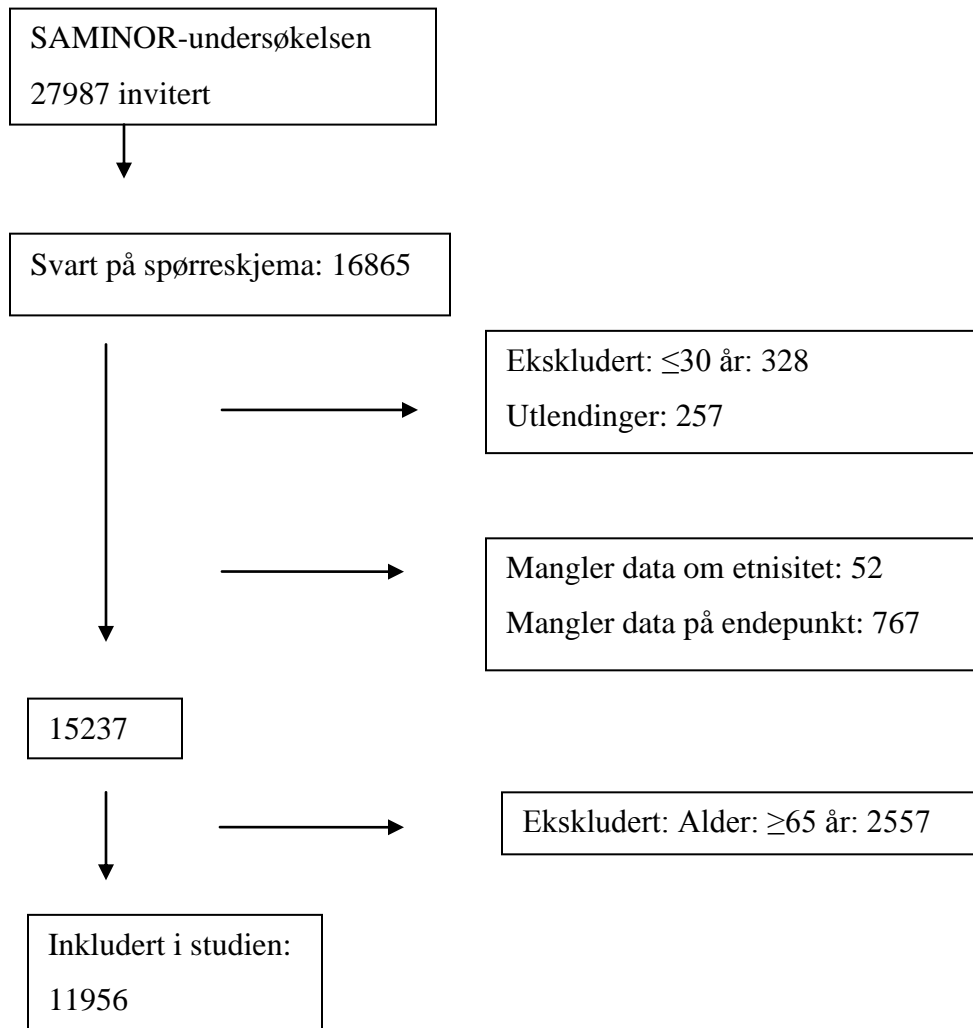 SAMINOR-undersøkelsen
27987 invitert
Svart på spørreskjema: 16865
Ekskludert: ≤30 år: 328
Utlendinger: 257
Mangler data om etnisitet: 52
Mangler data på endepunkt: 767
15237
Ekskludert: Alder: ≥65 år: 2557
Inkludert i studien:
11956